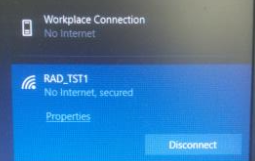 Workplace Connection
No Internet
RAD_TST1
No Internet, secured
Properties
Disconnect